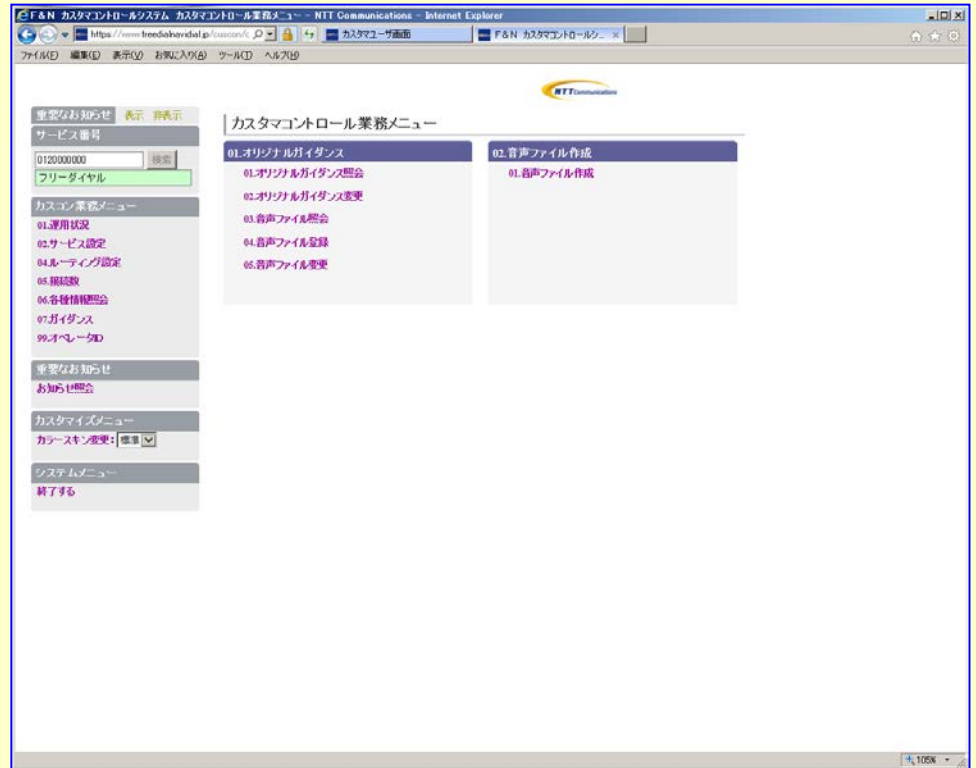 F&N カスタマコントロールシステム カスタマコントロール業務メニュー - NTT Communications - Internet Explorer
https://www.freedialnavidial.jp/cuscon/c
カスタマユーザ画面
F&N カスタマコントロールシ...
ファイル(F) 編集(E) 表示(V) お気に入り(A) ツール(T) ヘルプ(H)
NTT Communications
重要なお知らせ 表示 非表示
サービス番号
0120000000 検索
フリーダイヤル
カスコン業務メニュー
01.運用状況
02.サービス設定
04.ルーティング設定
05.接続数
06.各種情報照会
07.ガイダンス
99.オペレータID
重要なお知らせ
お知らせ照会
カスタマイズメニュー
カラースキン変更: 標準
システムメニュー
終了する
カスタマコントロール業務メニュー
01.オリジナルガイダンス
01.オリジナルガイダンス照会
02.オリジナルガイダンス変更
03.音声ファイル照会
04.音声ファイル登録
05.音声ファイル変更
02.音声ファイル作成
01.音声ファイル作成
105%